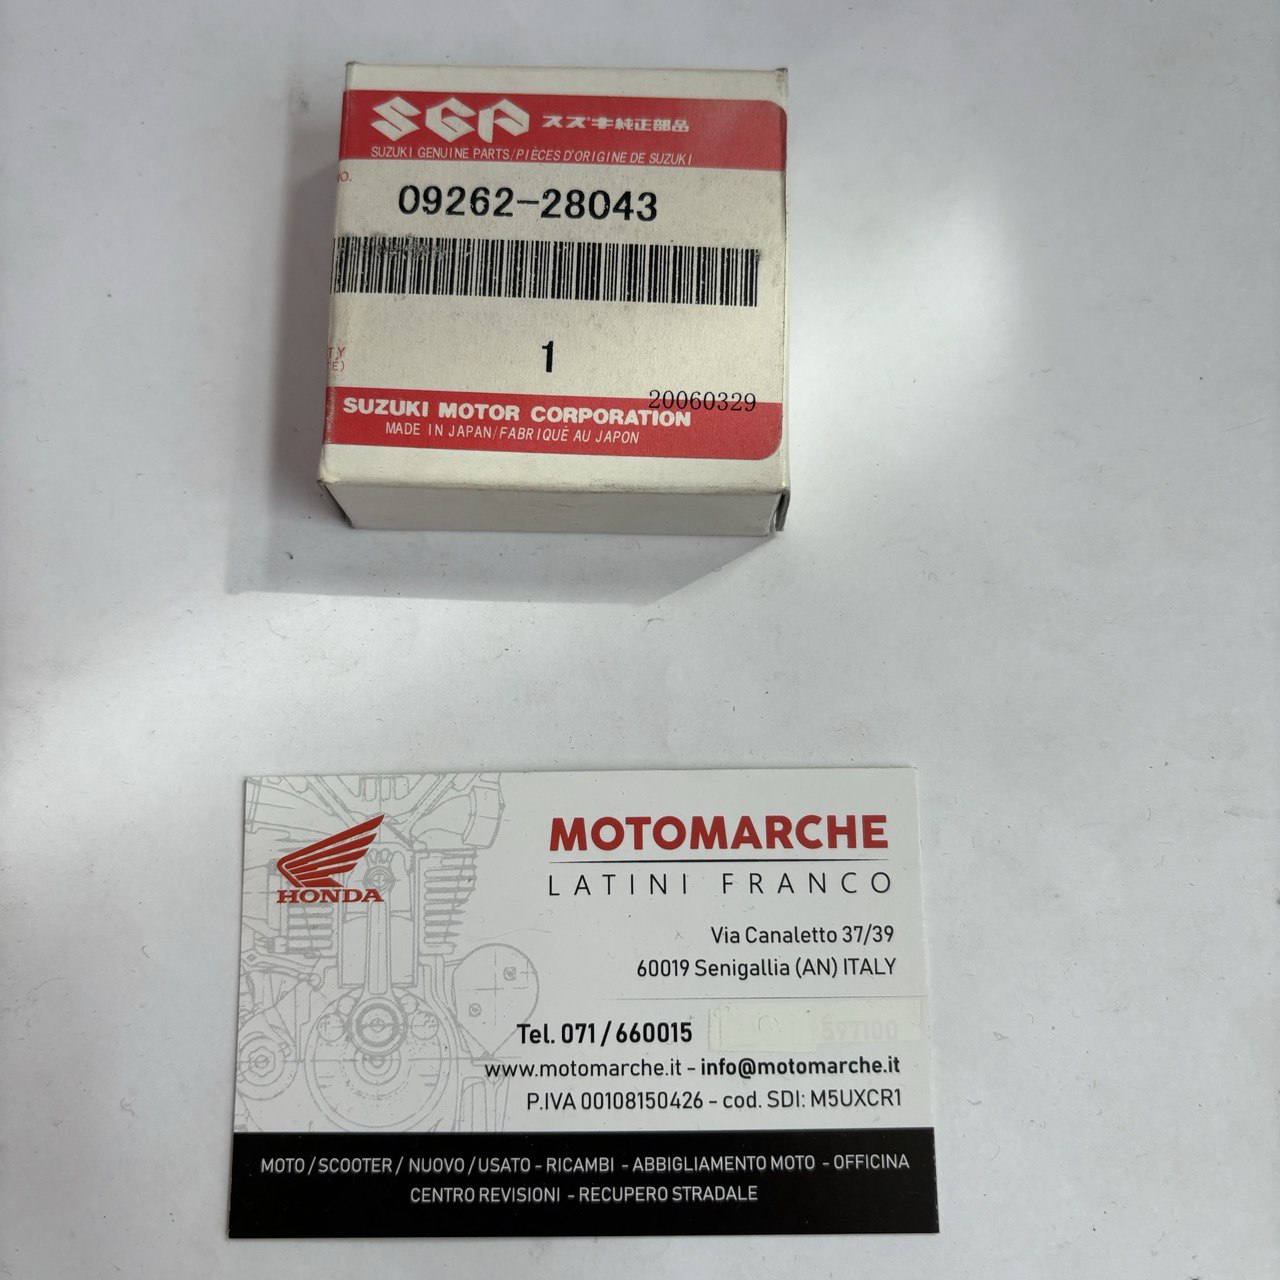 SGP スズキ純正部品
SUZUKI GENUINE PARTS/PIÈCES D'ORIGINE DE SUZUKI
NO.
09262-28043
1
20060329
SUZUKI MOTOR CORPORATION
MADE IN JAPAN/FABRIQUÉ AU JAPON
HONDA
MOTOMARCHE
LATINI FRANCO
Via Canaletto 37/39
60019 Senigallia (AN) ITALY
Tel. 071/660015 597100
www.motomarche.it - info@motomarche.it
P.IVA 00108150426 - cod. SDI: M5UXCR1
MOTO / SCOOTER / NUOVO / USATO - RICAMBI - ABBIGLIAMENTO MOTO - OFFICINA
CENTRO REVISIONI - RECUPERO STRADALE